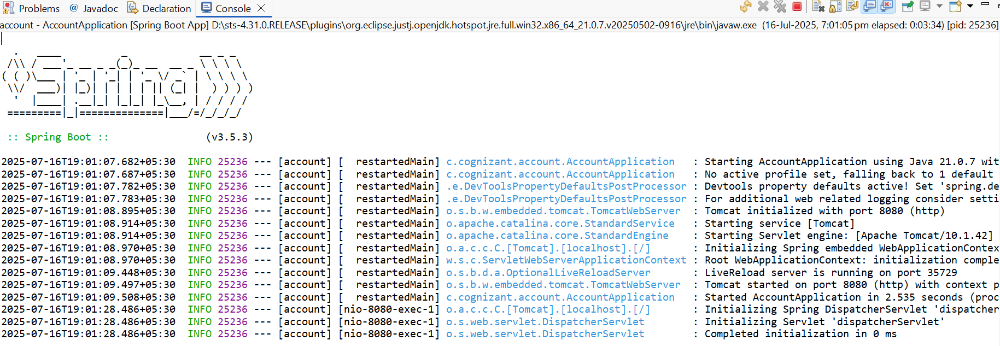 Problems @ Javadoc Declaration Console
account - AccountApplication [Spring Boot App] D:\sts-4.31.0.RELEASE\plugins\org.eclipse.justj.openjdk.hotspot.jre.full.win32.x86_64_21.0.7.v20250502-0916\jre\bin\javaw.exe (16-Jul-2025, 7:01:05 pm elapsed: 0:03:34) [pid: 25236]
  .   ____          _            __ _ _
 /\\ / ___'_ __ _ _(_)_ __  __ _ \ \ \ \
( ( )\___ | '_ | '_| | '_ \/ _` | \ \ \ \
 \\/  ___)| |_)| | | | | || (_| |  ) ) ) )
  '  |____| .__|_| |_|_| |_\__, | / / / /
 =========|_|==============|___/=/_/_/_/
 :: Spring Boot ::                (v3.5.3)
2025-07-16T19:01:07.682+05:30  INFO 25236 --- [account] [  restartedMain] c.cognizant.account.AccountApplication   : Starting AccountApplication using Java 21.0.7 wit
2025-07-16T19:01:07.687+05:30  INFO 25236 --- [account] [  restartedMain] c.cognizant.account.AccountApplication   : No active profile set, falling back to 1 default
2025-07-16T19:01:07.782+05:30  INFO 25236 --- [account] [  restartedMain] .e.DevToolsPropertyDefaultsPostProcessor : Devtools property defaults active! Set 'spring.de
2025-07-16T19:01:07.783+05:30  INFO 25236 --- [account] [  restartedMain] .e.DevToolsPropertyDefaultsPostProcessor : For additional web related logging consider setti
2025-07-16T19:01:08.895+05:30  INFO 25236 --- [account] [  restartedMain] o.s.b.w.embedded.tomcat.TomcatWebServer  : Tomcat initialized with port 8080 (http)
2025-07-16T19:01:08.914+05:30  INFO 25236 --- [account] [  restartedMain] o.apache.catalina.core.StandardService   : Starting service [Tomcat]
2025-07-16T19:01:08.914+05:30  INFO 25236 --- [account] [  restartedMain] o.apache.catalina.core.StandardEngine    : Starting Servlet engine: [Apache Tomcat/10.1.42]
2025-07-16T19:01:08.970+05:30  INFO 25236 --- [account] [  restartedMain] o.a.c.c.C.[Tomcat].[localhost].[/]       : Initializing Spring embedded WebApplicationContex
2025-07-16T19:01:08.970+05:30  INFO 25236 --- [account] [  restartedMain] w.s.c.ServletWebServerApplicationContext : Root WebApplicationContext: initialization comple
2025-07-16T19:01:09.448+05:30  INFO 25236 --- [account] [  restartedMain] o.s.b.d.a.OptionalLiveReloadServer       : LiveReload server is running on port 35729
2025-07-16T19:01:09.497+05:30  INFO 25236 --- [account] [  restartedMain] o.s.b.w.embedded.tomcat.TomcatWebServer  : Tomcat started on port 8080 (http) with context p
2025-07-16T19:01:09.508+05:30  INFO 25236 --- [account] [  restartedMain] c.cognizant.account.AccountApplication   : Started AccountApplication in 2.535 seconds (proc
2025-07-16T19:01:28.486+05:30  INFO 25236 --- [account] [nio-8080-exec-1] o.a.c.c.C.[Tomcat].[localhost].[/]       : Initializing Spring DispatcherServlet 'dispatcher
2025-07-16T19:01:28.486+05:30  INFO 25236 --- [account] [nio-8080-exec-1] o.s.web.servlet.DispatcherServlet        : Initializing Servlet 'dispatcherServlet'
2025-07-16T19:01:28.486+05:30  INFO 25236 --- [account] [nio-8080-exec-1] o.s.web.servlet.DispatcherServlet        : Completed initialization in 0 ms